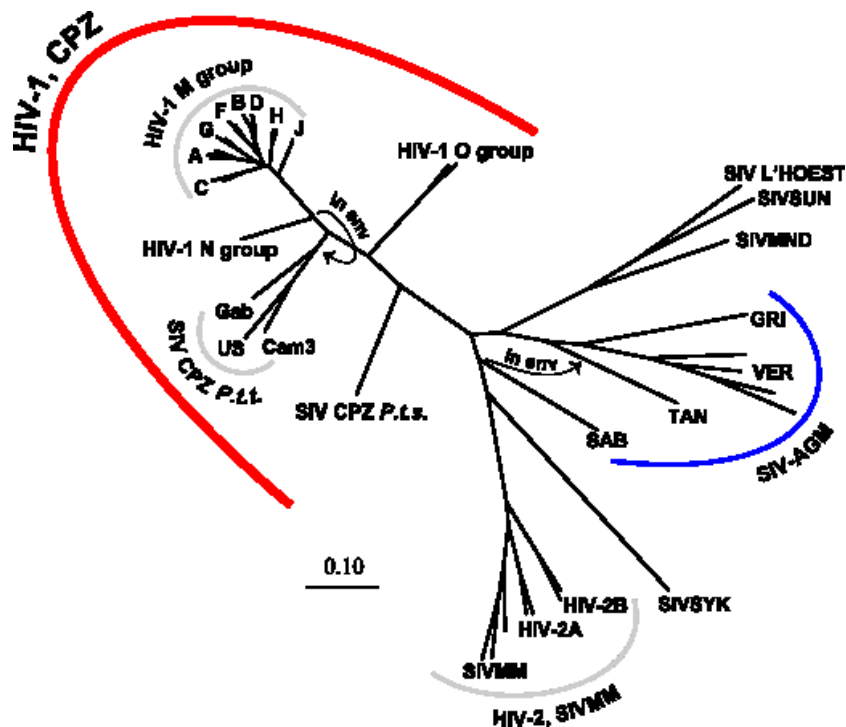 HIV-1, CPZ
HIV-1 M group
F B D
G H
J
A
C
HIV-1 O group
in env
HIV-1 N group
Gab
US
Cam3
SIV CPZ P.t.t.
SIV CPZ P.t.s.
SIV L'HOEST
SIVSUN
SIVMND
GRI
in env
VER
TAN
SAB
SIV-AGM
0.10
HIV-2B
SIVSYK
HIV-2A
SIVMM
HIV-2, SIVMM